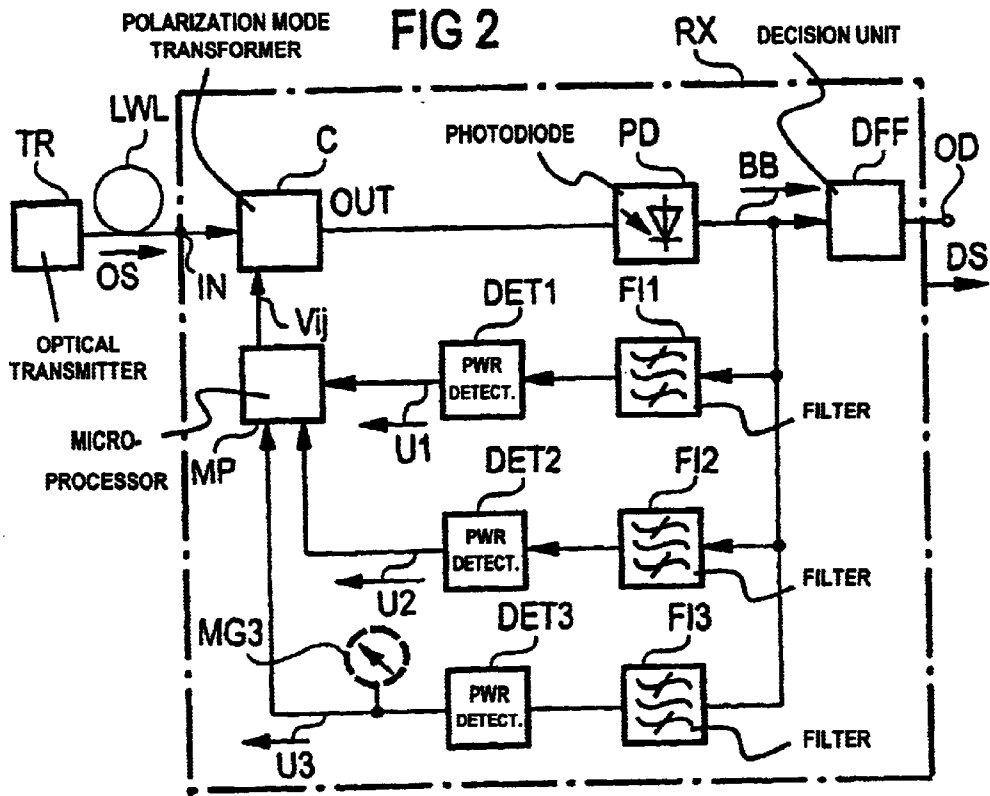 FIG 2
POLARIZATION MODE
TRANSFORMER
RX
DECISION UNIT
LWL
TR
C
PHOTODIODE
PD
BB
DFF
OD
OUT
OS
IN
DS
Vij
DET1
FI1
OPTICAL
TRANSMITTER
PWR
DETECT.
FILTER
U1
MICRO-
PROCESSOR
MP
DET2
FI2
PWR
DETECT.
FILTER
U2
MG3
DET3
FI3
PWR
DETECT.
FILTER
U3